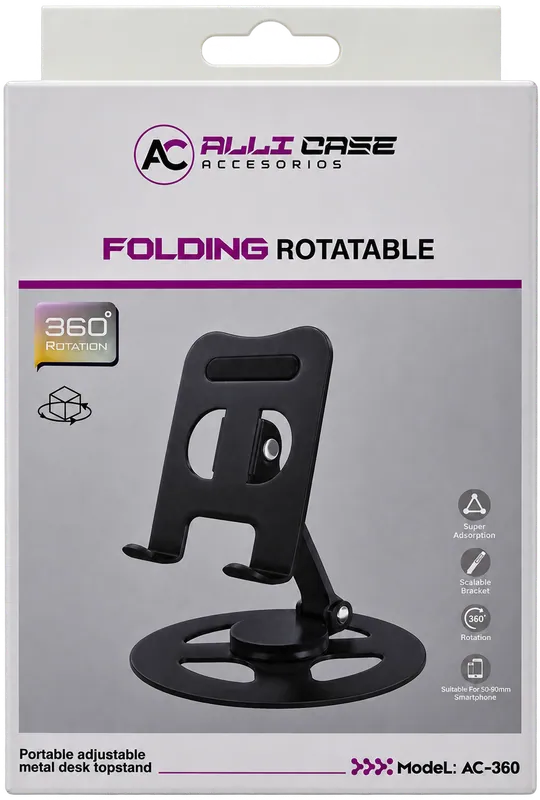 AC ALLI CASE
ACCESORIOS
FOLDING ROTATABLE
360°
ROTATION
Super
Adsorption
Scalable
Bracket
360°
Rotation
Suitable For 50-90mm
Smartphone
Portable adjustable
metal desk topstand
ModeL: AC-360